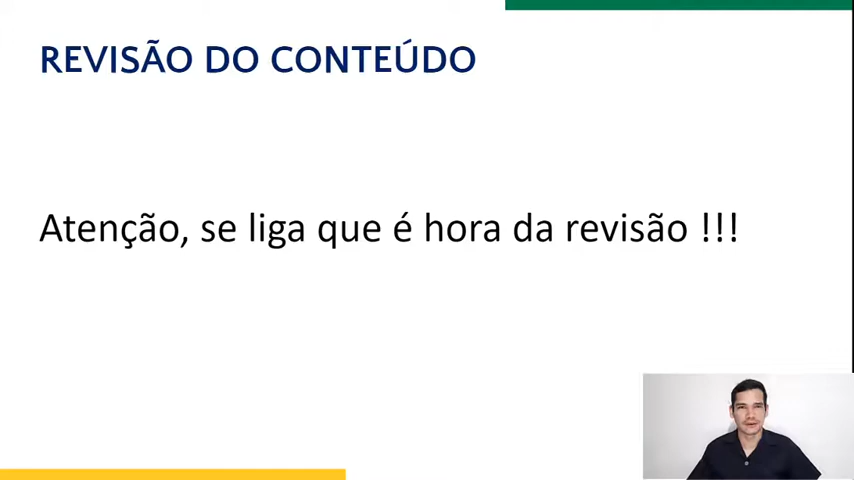 REVISÃO DO CONTEÚDO
Atenção, se liga que é hora da revisão !!!